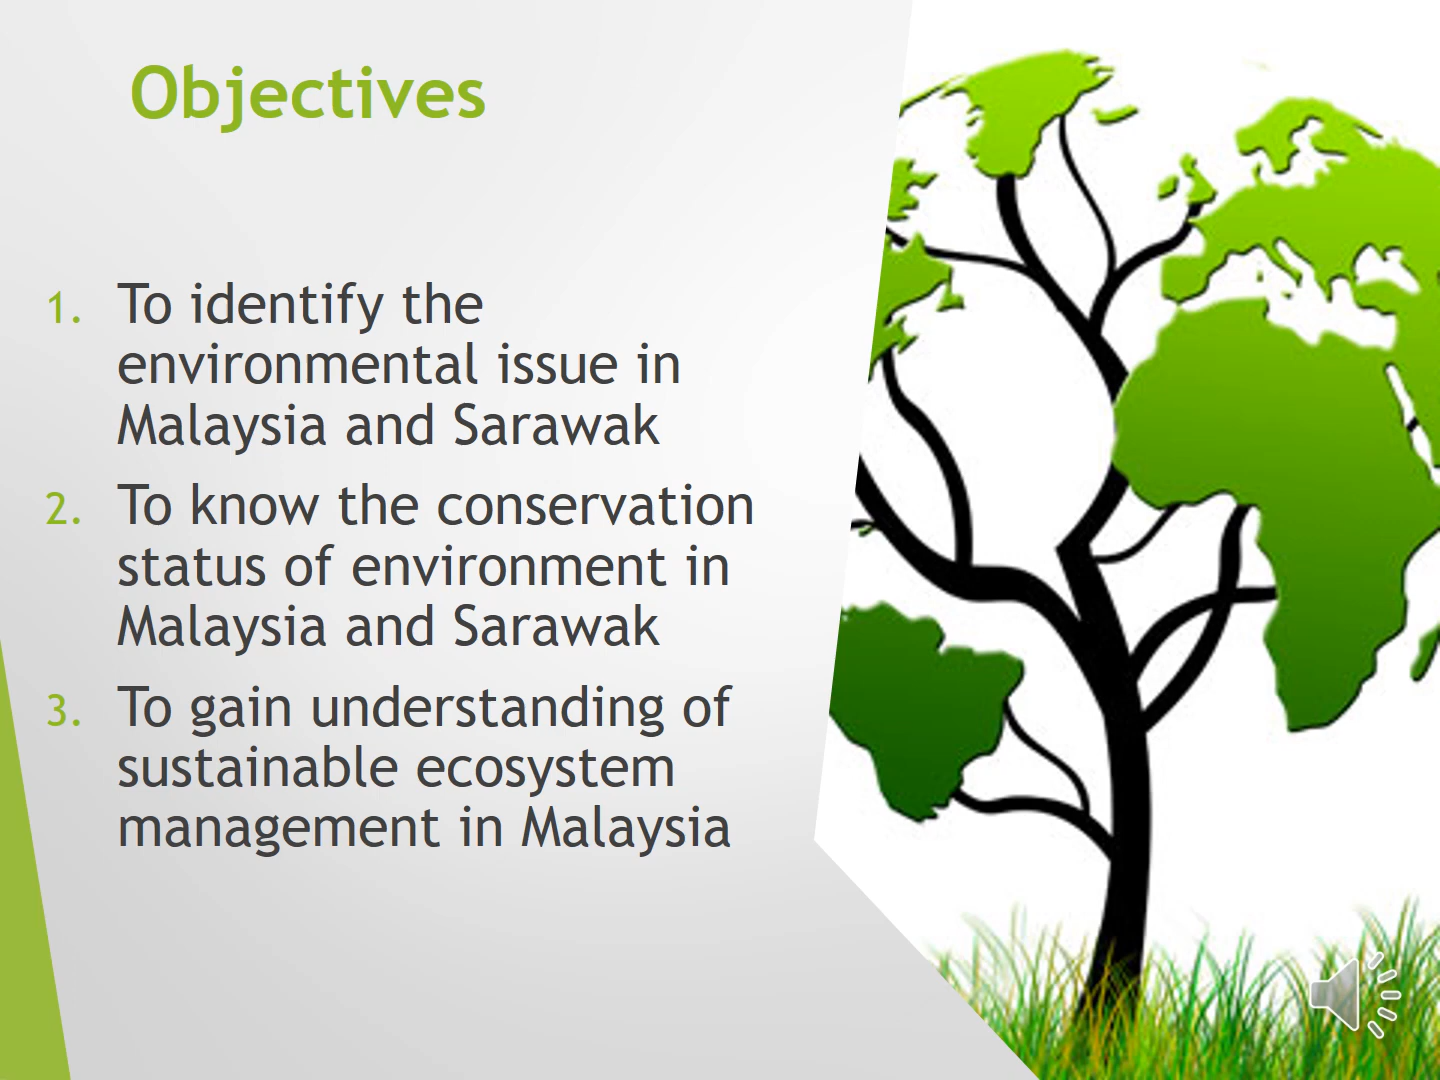 Objectives
1. To identify the
environmental issue in
Malaysia and Sarawak
2. To know the conservation
status of environment in
Malaysia and Sarawak
3. To gain understanding of
sustainable ecosystem
management in Malaysia